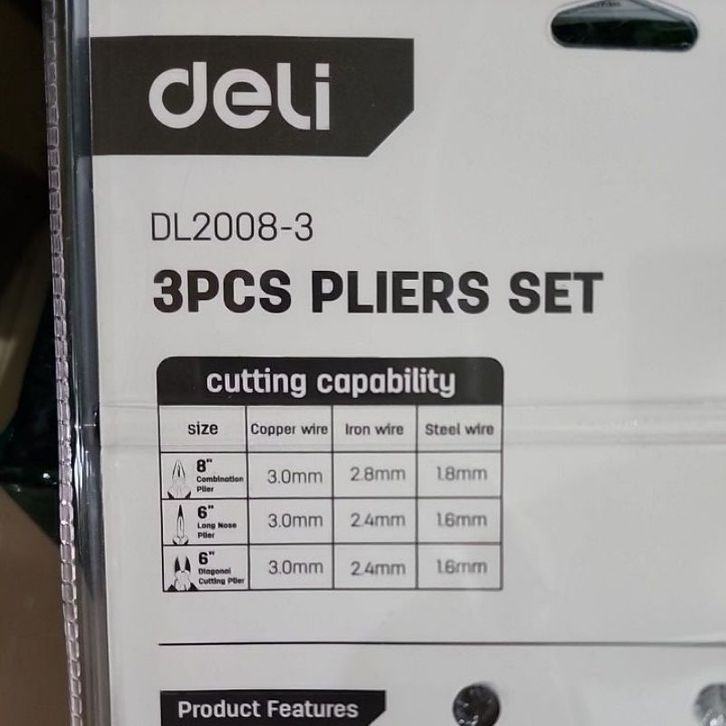 deli
DL2008-3
3PCS PLIERS SET
cutting capability
size Copper wire Iron wire Steel wire
8" Combination Plier 3.0mm 2.8mm 1.8mm
6" Long Nose Plier 3.0mm 2.4mm 1.6mm
6" Diagonal Cutting Plier 3.0mm 2.4mm 1.6mm
Product Features